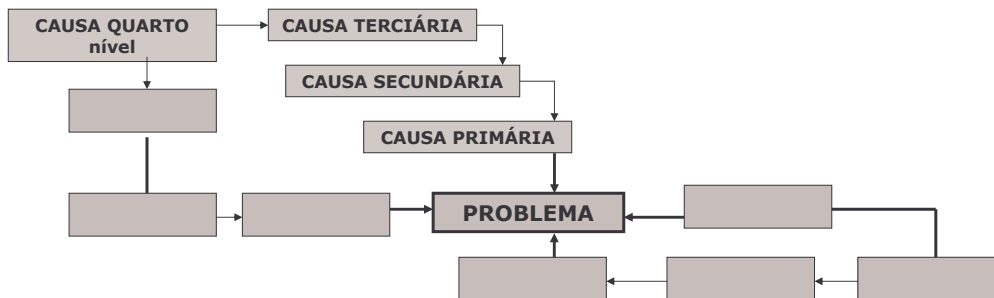 CAUSA QUARTO
nível
CAUSA TERCIÁRIA
CAUSA SECUNDÁRIA
CAUSA PRIMÁRIA
PROBLEMA